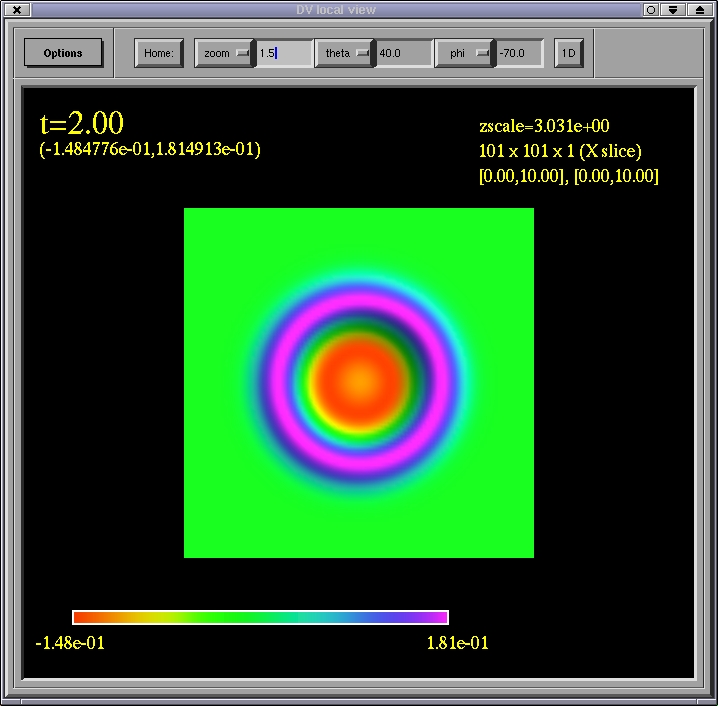 DV local view
Options Home: zoom 1.5 theta 40.0 phi -70.0 1D
t=2.00
(-1.484776e-01,1.814913e-01)
zscale=3.031e+00
101 x 101 x 1 (X slice)
[0.00,10.00], [0.00,10.00]
-1.48e-01 1.81e-01